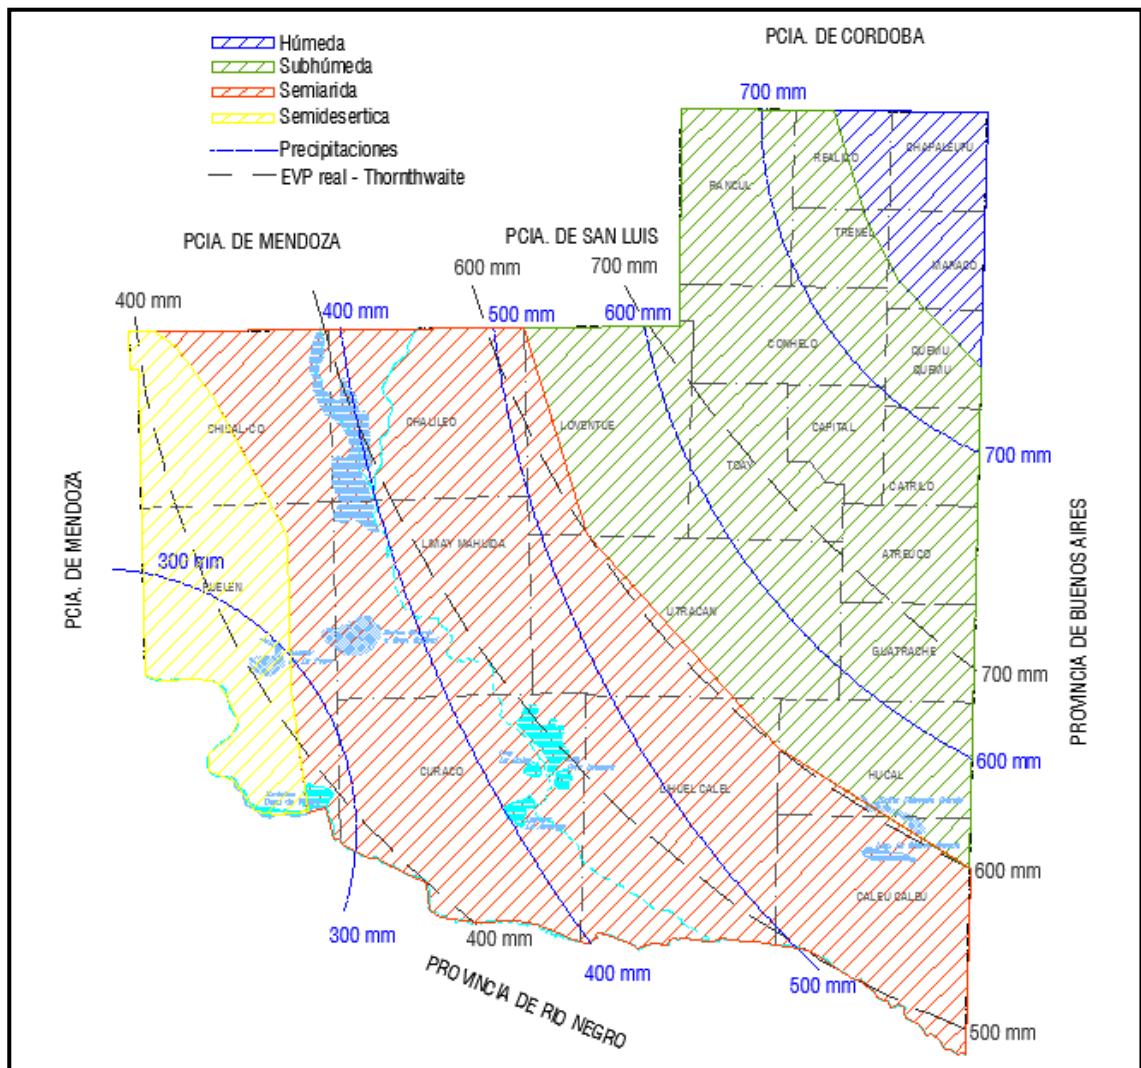 Húmeda
Subhúmeda
Semiarida
Semidesertica
Precipitaciones
EVP real - Thornthwaite
PCIA. DE CORDOBA
700 mm
PCIA. DE MENDOZA
PCIA. DE SAN LUIS
600 mm
700 mm
400 mm
400 mm
500 mm
600 mm
CHAPALEUFU
REALICO
RANCUL
TRENEL
MARACO
CONHELO
QUEMU
QUEMU
CHICAL-CO
CHALILEO
LOVENTUE
CAPITAL
TOAY
700 mm
CATRILO
PCIA. DE MENDOZA
PROVINCIA DE BUENOS AIRES
LIMAY MAHUIDA
ATREUCO
300 mm
PUELEN
UTRACAN
GUATRACHE
700 mm
CURACO
LIHUEL CALEL
HUCAL
600 mm
600 mm
CALEU CALEU
300 mm
400 mm
400 mm
500 mm
500 mm
PROVINCIA DE RIO NEGRO